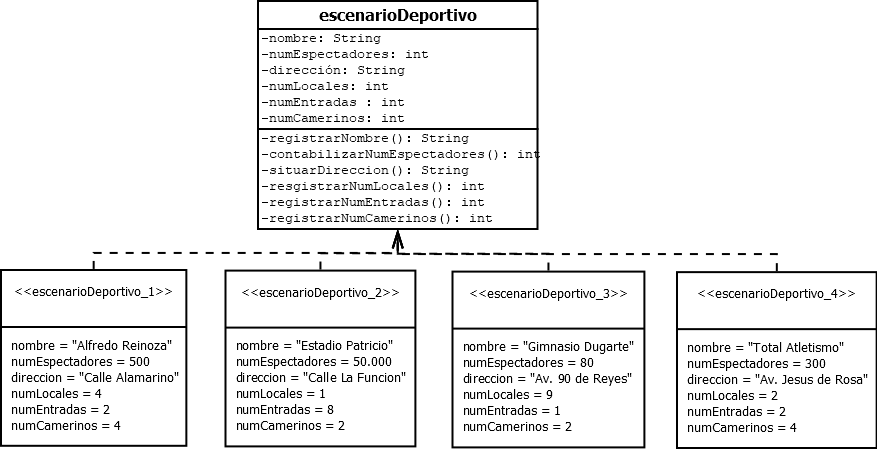 escenarioDeportivo
-nombre: String
-numEspectadores: int
-dirección: String
-numLocales: int
-numEntradas : int
-numCamerinos: int
-registrarNombre(): String
-contabilizarNumEspectadores(): int
-situarDireccion(): String
-resgistrarNumLocales(): int
-registrarNumEntradas(): int
-registrarNumCamerinos(): int
<<escenarioDeportivo_1>>
nombre = "Alfredo Reinoza"
numEspectadores = 500
direccion = "Calle Alamarino"
numLocales = 4
numEntradas = 2
numCamerinos = 4
<<escenarioDeportivo_2>>
nombre = "Estadio Patricio"
numEspectadores = 50.000
direccion = "Calle La Funcion"
numLocales = 1
numEntradas = 8
numCamerinos = 2
<<escenarioDeportivo_3>>
nombre = "Gimnasio Dugarte"
numEspectadores = 80
direccion = "Av. 90 de Reyes"
numLocales = 9
numEntradas = 1
numCamerinos = 2
<<escenarioDeportivo_4>>
nombre = "Total Atletismo"
numEspectadores = 300
direccion = "Av. Jesus de Rosa"
numLocales = 2
numEntradas = 2
numCamerinos = 4